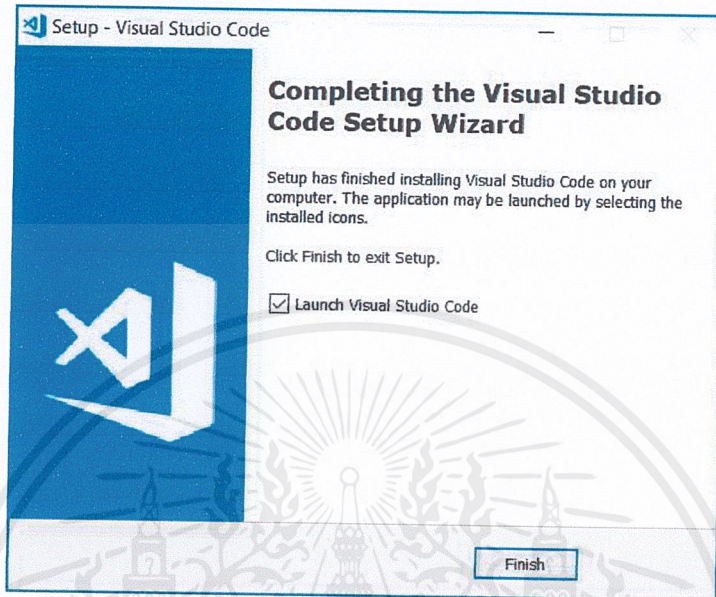 Setup - Visual Studio Code
Completing the Visual Studio
Code Setup Wizard
Setup has finished installing Visual Studio Code on your
computer. The application may be launched by selecting the
installed icons.
Click Finish to exit Setup.
Launch Visual Studio Code
Finish